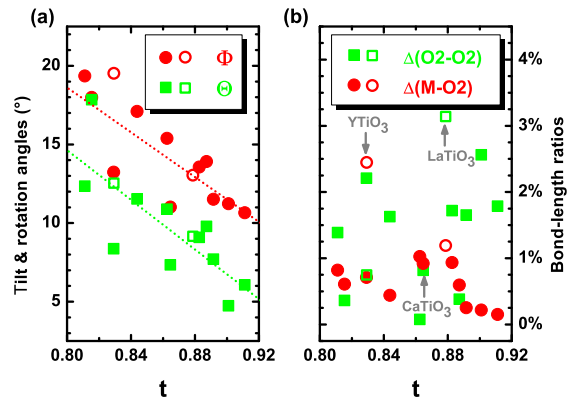 (a)
(b)
Φ
Θ
Δ(O2-O2)
Δ(M-O2)
YTiO3
LaTiO3
CaTiO3
Tilt & rotation angles (°)
20
15
10
5
0.80
0.84
0.88
0.92
t
4%
3%
2%
1%
0%
Bond-length ratios
0.80
0.84
0.88
0.92
t